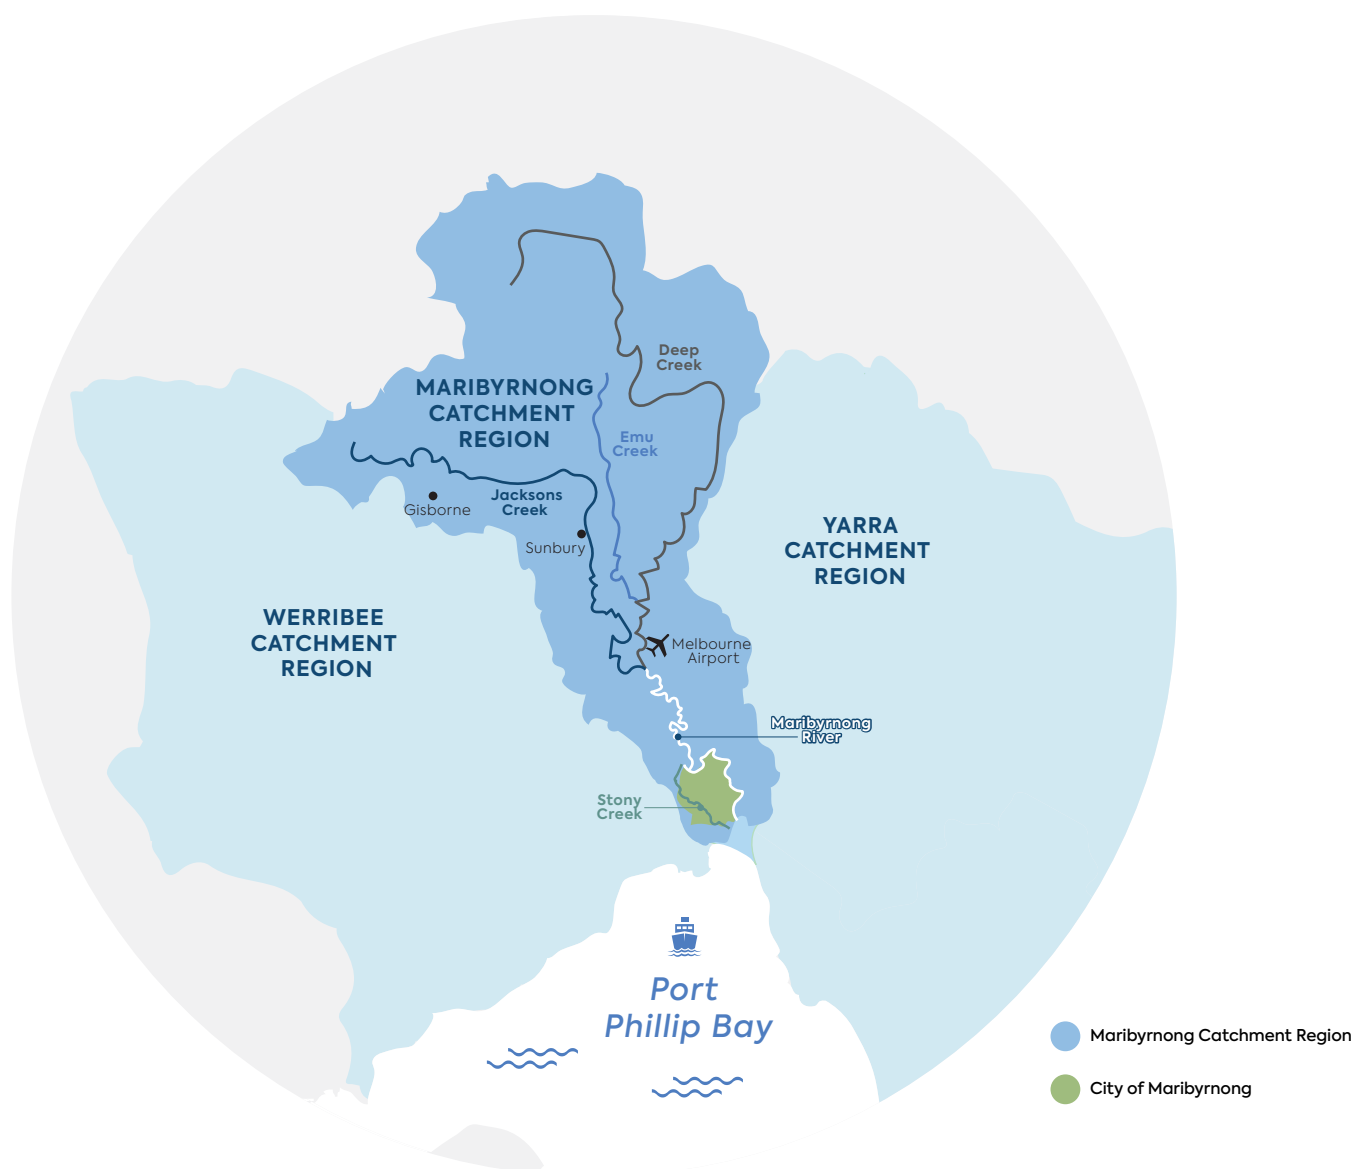 Deep
Creek
MARIBYRNONG
CATCHMENT
REGION
Emu
Creek
Jacksons
Creek
Gisborne
Sunbury
YARRA
CATCHMENT
REGION
WERRIBEE
CATCHMENT
REGION
Melbourne
Airport
Maribyrnong
River
Stony
Creek
Port
Phillip Bay
Maribyrnong Catchment Region
City of Maribyrnong